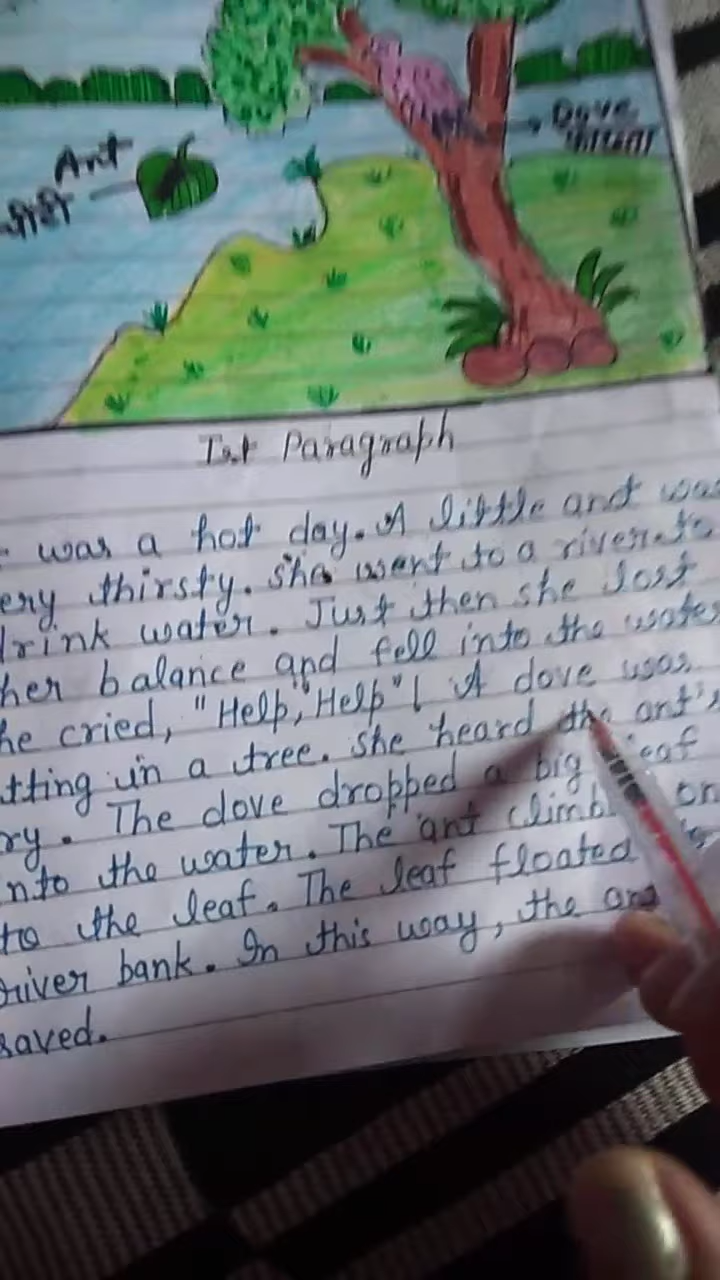 Ant
चींटी
Dove
Ist Paragraph
was a hot day. A little and was
ery thirsty. She went to a river to
drink water. Just then she lost
her balance and fell into the water
he cried, "Help, Help"! A dove was
tting in a tree. She heard the ant's
ry. The dove dropped a big leaf
nto the water. The ant climb on
to the leaf. The leaf floated
river bank. In this way, the an
saved.